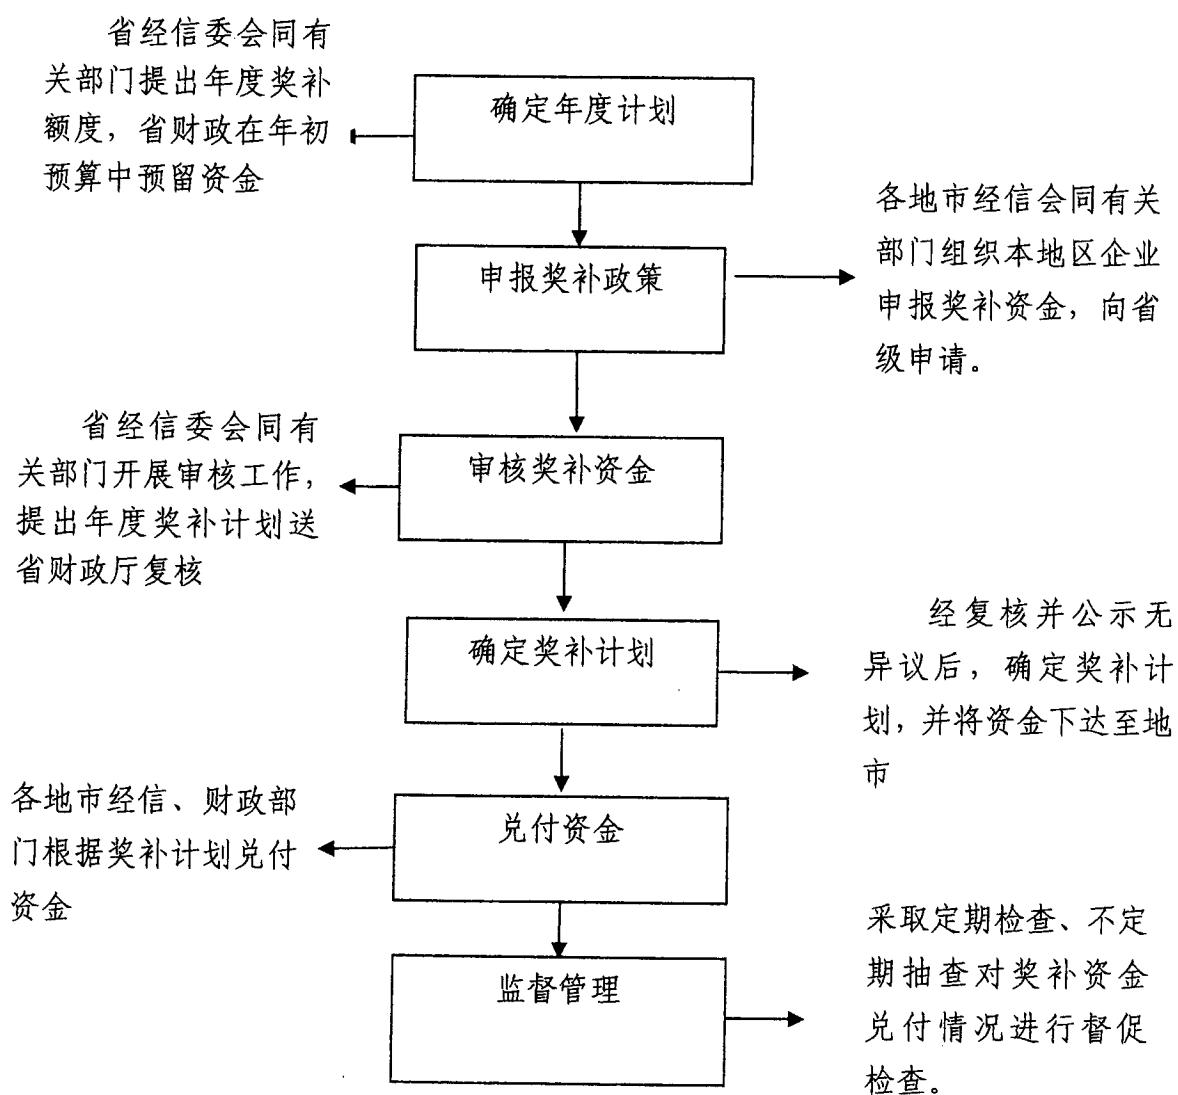 省经信委会同有
关部门提出年度奖补
额度，省财政在年初
预算中预留资金
确定年度计划
申报奖补政策
各地市经信会同有关
部门组织本地区企业
申报奖补资金，向省
级申请。
省经信委会同有
关部门开展审核工作，
提出年度奖补计划送
省财政厅复核
审核奖补资金
确定奖补计划
经复核并公示无
异议后，确定奖补计
划，并将资金下达至地
市
各地市经信、财政部
门根据奖补计划兑付
资金
兑付资金
监督管理
采取定期检查、不定
期抽查对奖补资金
兑付情况进行督促
检查。